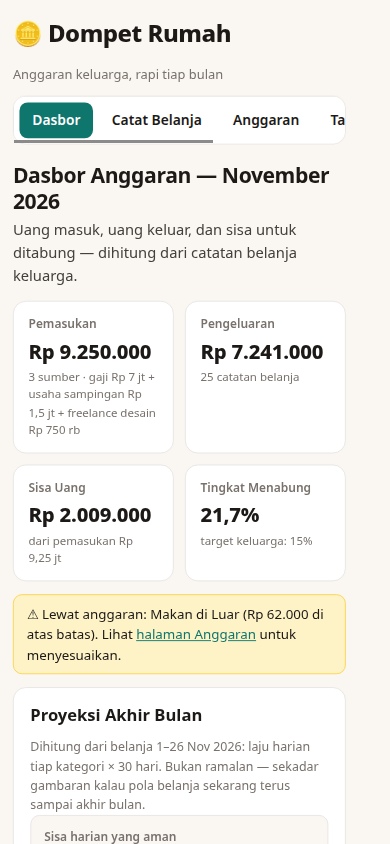 🪙 Dompet Rumah
Anggaran keluarga, rapi tiap bulan
Dasbor Catat Belanja Anggaran Ta
Dasbor Anggaran — November
2026
Uang masuk, uang keluar, dan sisa untuk
ditabung — dihitung dari catatan belanja
keluarga.
Pemasukan
Rp 9.250.000
3 sumber · gaji Rp 7 jt +
usaha sampingan Rp
1,5 jt + freelance desain
Rp 750 rb
Pengeluaran
Rp 7.241.000
25 catatan belanja
Sisa Uang
Rp 2.009.000
dari pemasukan Rp
9,25 jt
Tingkat Menabung
21,7%
target keluarga: 15%
⚠ Lewat anggaran: Makan di Luar (Rp 62.000 di
atas batas). Lihat halaman Anggaran untuk
menyesuaikan.
Proyeksi Akhir Bulan
Dihitung dari belanja 1–26 Nov 2026: laju harian
tiap kategori × 30 hari. Bukan ramalan — sekadar
gambaran kalau pola belanja sekarang terus
sampai akhir bulan.
Sisa harian yang aman